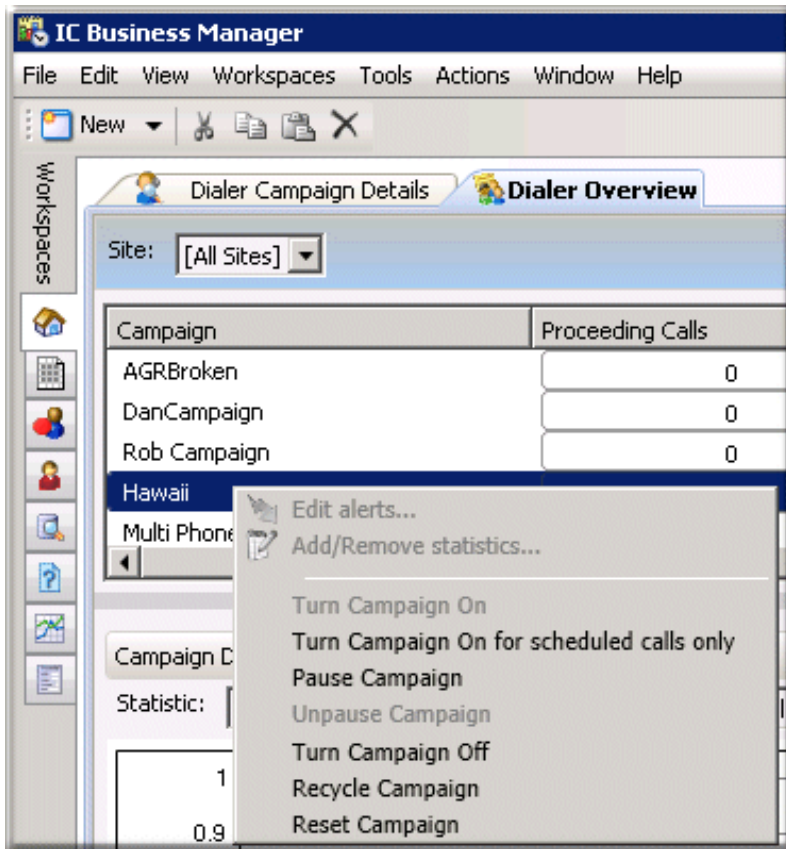 IC Business Manager
File Edit View Workspaces Tools Actions Window Help
New
Workspaces
Dialer Campaign Details Dialer Overview
Site: [All Sites]
Campaign Proceeding Calls
AGRBroken 0
DanCampaign 0
Rob Campaign 0
Hawaii
Multi Phone
Edit alerts...
Add/Remove statistics...
Turn Campaign On
Turn Campaign On for scheduled calls only
Pause Campaign
Unpause Campaign
Turn Campaign Off
Recycle Campaign
Reset Campaign
Campaign D
Statistic:
1
0.9